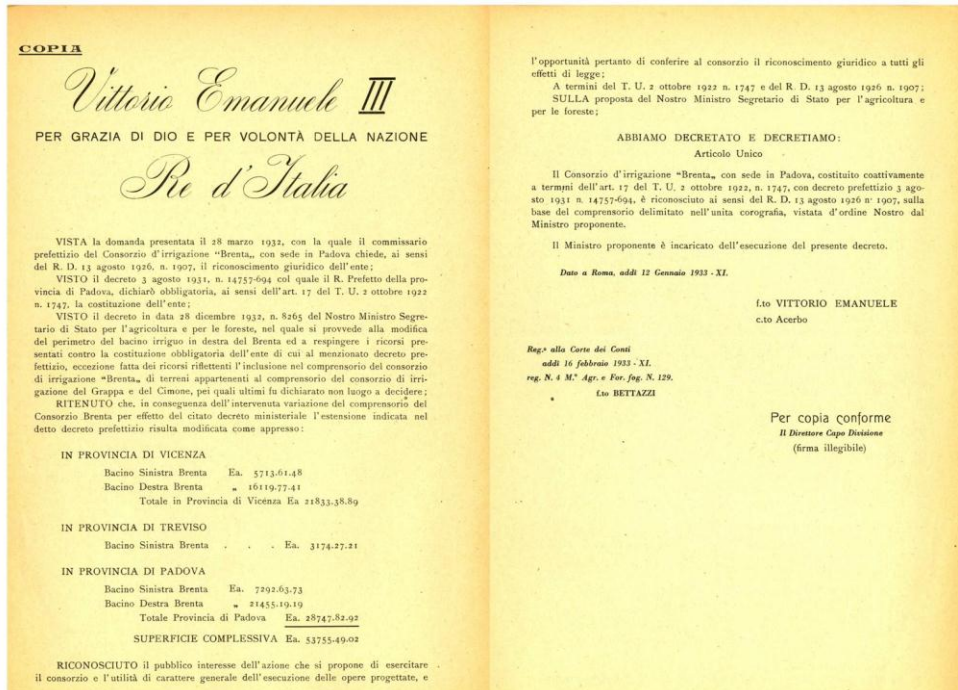 COPIA
Vittorio Emanuele III
PER GRAZIA DI DIO E PER VOLONTÀ DELLA NAZIONE
Re d'Italia
VISTA la domanda presentata il 28 marzo 1932, con la quale il commissario
prefettizio del Consorzio d'irrigazione "Brenta„ con sede in Padova chiede, ai sensi
del R. D. 13 agosto 1926, n. 1907, il riconoscimento giuridico dell'ente;
VISTO il decreto 3 agosto 1931, n. 14757-694 col quale il R. Prefetto della pro-
vincia di Padova, dichiarò obbligatoria, ai sensi dell'art. 17 del T. U. 2 ottobre 1922
n. 1747, la costituzione dell'ente;
VISTO il decreto in data 28 dicembre 1932, n. 8265 del Nostro Ministro Segre-
tario di Stato per l'agricoltura e per le foreste, nel quale si provvede alla modifica
del perimetro del bacino irriguo in destra del Brenta ed a respingere i ricorsi pre-
sentati contro la costituzione obbligatoria dell'ente di cui al menzionato decreto pre-
fettizio, eccezione fatta dei ricorsi riflettenti l'inclusione nel comprensorio del consorzio
di irrigazione "Brenta„ di terreni appartenenti al comprensorio del consorzio di irri-
gazione del Grappa e del Cimone, pei quali ultimi fu dichiarato non luogo a decidere;
RITENUTO che, in conseguenza dell'intervenuta variazione del comprensorio del
Consorzio Brenta per effetto del citato decreto ministeriale l'estensione indicata nel
detto decreto prefettizio risulta modificata come appresso:
IN PROVINCIA DI VICENZA
Bacino Sinistra Brenta Ea. 5713.61.48
Bacino Destra Brenta „ 16119.77.41
Totale in Provincia di Vicenza Ea 21833.38.89
IN PROVINCIA DI TREVISO
Bacino Sinistra Brenta . . . Ea. 3174.27.21
IN PROVINCIA DI PADOVA
Bacino Sinistra Brenta Ea. 7292.63.73
Bacino Destra Brenta „ 21455.19.19
Totale Provincia di Padova Ea. 28747.82.92
SUPERFICIE COMPLESSIVA Ea. 53755.49.02
RICONOSCIUTO il pubblico interesse dell'azione che si propone di esercitare
il consorzio e l'utilità di carattere generale dell'esecuzione delle opere progettate, e
l'opportunità pertanto di conferire al consorzio il riconoscimento giuridico a tutti gli
effetti di legge;
A termini del T. U. 2 ottobre 1922 n. 1747 e del R. D. 13 agosto 1926 n. 1907;
SULLA proposta del Nostro Ministro Segretario di Stato per l'agricoltura e
per le foreste;
ABBIAMO DECRETATO E DECRETIAMO:
Articolo Unico
Il Consorzio d'irrigazione "Brenta„ con sede in Padova, costituito coattivamente
a termini dell'art. 17 del T. U. 2 ottobre 1922, n. 1747, con decreto prefettizio 3 ago-
sto 1931 n. 14757-694, è riconosciuto ai sensi del R. D. 13 agosto 1926 n. 1907, sulla
base del comprensorio delimitato nell'unita corografia, vistata d'ordine Nostro dal
Ministro proponente.
Il Ministro proponente è incaricato dell'esecuzione del presente decreto.
Dato a Roma, addì 12 Gennaio 1933 - XI.
f.to VITTORIO EMANUELE
c.to Acerbo
Reg.° alla Corte dei Conti
addì 16 febbraio 1933 - XI.
reg. N. 4 M.° Agr. e For. fog. N. 129.
f.to BETTAZZI
Per copia conforme
Il Direttore Capo Divisione
(firma illegibile)